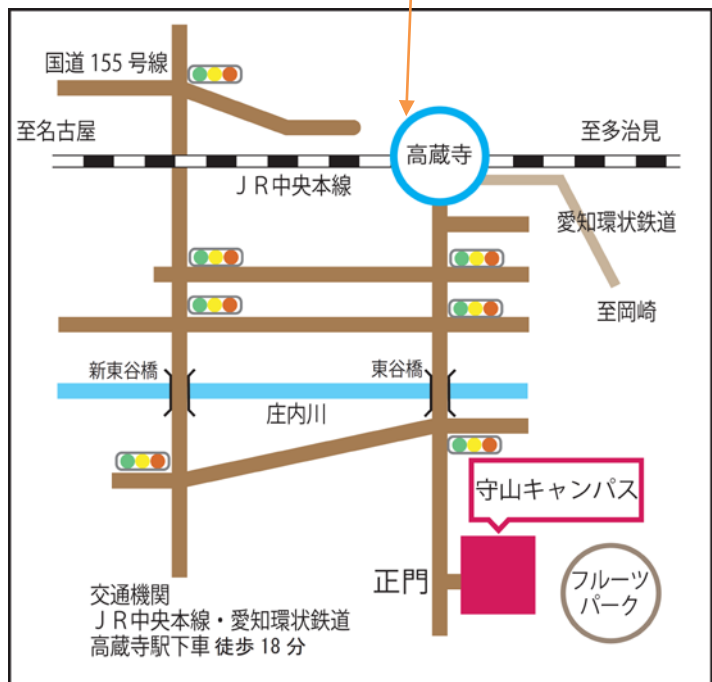 国道 155 号線
至名古屋
高蔵寺
至多治見
ＪＲ中央本線
愛知環状鉄道
至岡崎
新東谷橋
東谷橋
庄内川
守山キャンパス
正門
フルーツ
パーク
交通機関
ＪＲ中央本線・愛知環状鉄道
高蔵寺駅下車 徒歩 18 分